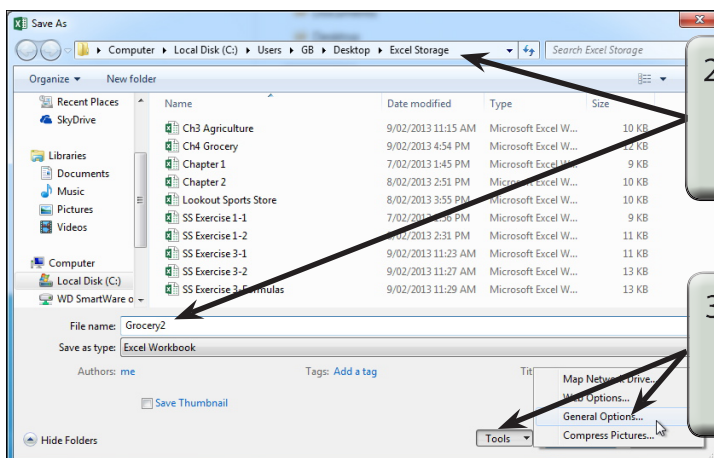 Save As
Computer ▸ Local Disk (C:) ▸ Users ▸ GB ▸ Desktop ▸ Excel Storage
Search Excel Storage
Organize New folder
Recent Places
SkyDrive
Libraries
Documents
Music
Pictures
Videos
Computer
Local Disk (C:)
WD SmartWare o
Name Date modified Type Size
Ch3 Agriculture 9/02/2013 11:15 AM Microsoft Excel W... 10 KB
Ch4 Grocery 9/02/2013 4:54 PM Microsoft Excel W... 12 KB
Chapter 1 7/02/2013 1:45 PM Microsoft Excel W... 9 KB
Chapter 2 8/02/2013 2:51 PM Microsoft Excel W... 10 KB
Lookout Sports Store 8/02/2013 3:55 PM Microsoft Excel W... 10 KB
SS Exercise 1-1 7/02/2013 PM Microsoft Excel W... 9 KB
SS Exercise 1-2 2:31 PM Microsoft Excel W... 11 KB
SS Exercise 3-1 9/02/2013 11:23 AM Microsoft Excel W... 11 KB
SS Exercise 3-2 9/02/2013 11:27 AM Microsoft Excel W... 13 KB
SS Exercise 9/02/2013 11:29 AM Microsoft Excel W... 13 KB
File name: Grocery2
Save as type: Excel Workbook
Authors: me Tags: Add a tag
Save Thumbnail
Map Network Drive...
Web Options...
General Options...
Compress Pictures...
Hide Folders
Tools
2
3